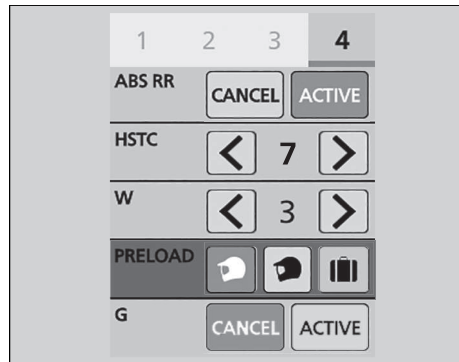 1 2 3 4
ABS RR CANCEL ACTIVE
HSTC 7
W 3
PRELOAD
G CANCEL ACTIVE